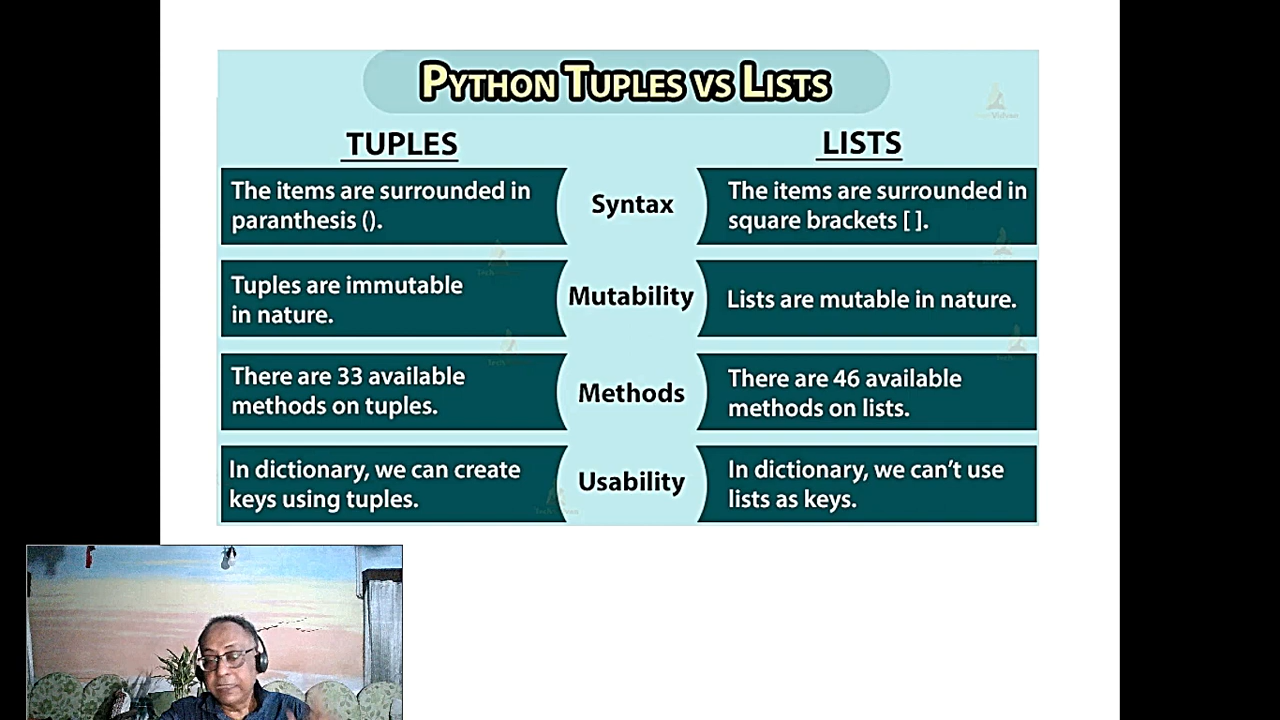 PYTHON TUPLES VS LISTS
TUPLES
LISTS
The items are surrounded in
paranthesis ().
Syntax
The items are surrounded in
square brackets [ ].
Tuples are immutable
in nature.
Mutability
Lists are mutable in nature.
There are 33 available
methods on tuples.
Methods
There are 46 available
methods on lists.
In dictionary, we can create
keys using tuples.
Usability
In dictionary, we can't use
lists as keys.